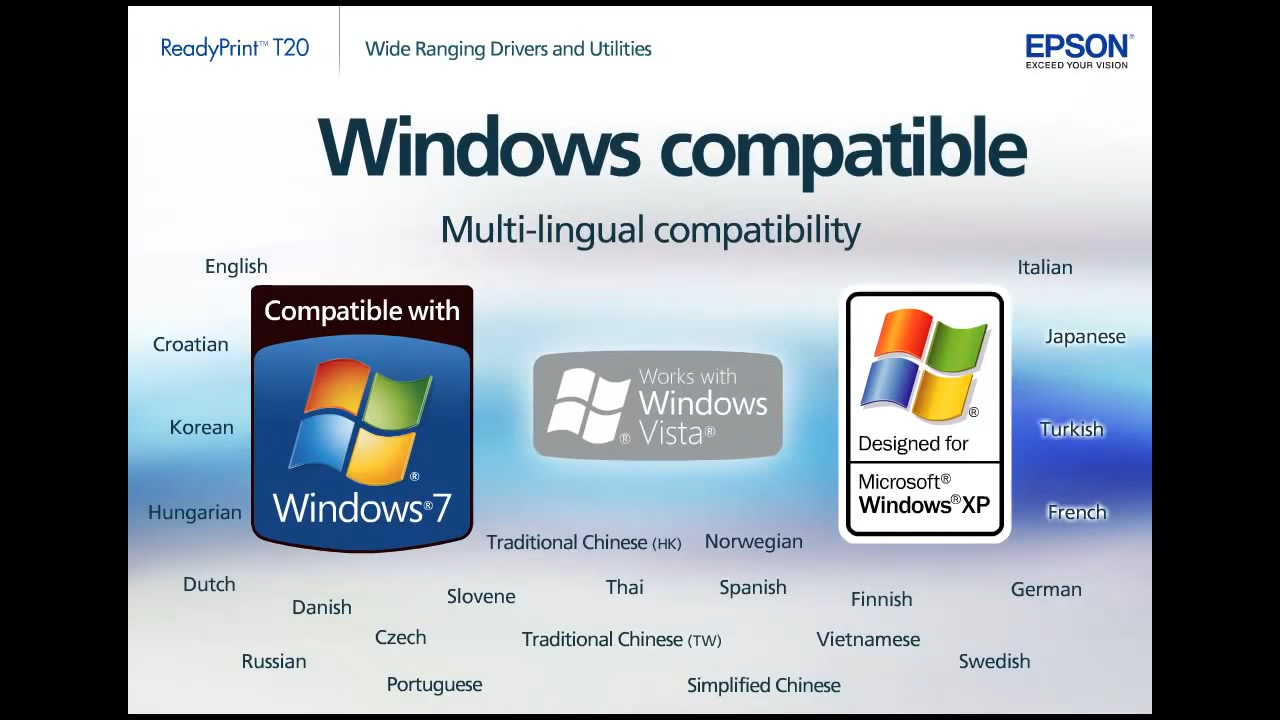 ReadyPrint™ T20
Wide Ranging Drivers and Utilities
EPSON®
EXCEED YOUR VISION
Windows compatible
Multi-lingual compatibility
English
Italian
Compatible with
Windows®7
Works with
Windows
Vista®
Designed for
Microsoft®
Windows®XP
Croatian
Japanese
Korean
Turkish
Hungarian
French
Traditional Chinese (HK)
Norwegian
Dutch
Danish
Slovene
Thai
Spanish
Finnish
German
Czech
Traditional Chinese (TW)
Vietnamese
Russian
Swedish
Portuguese
Simplified Chinese